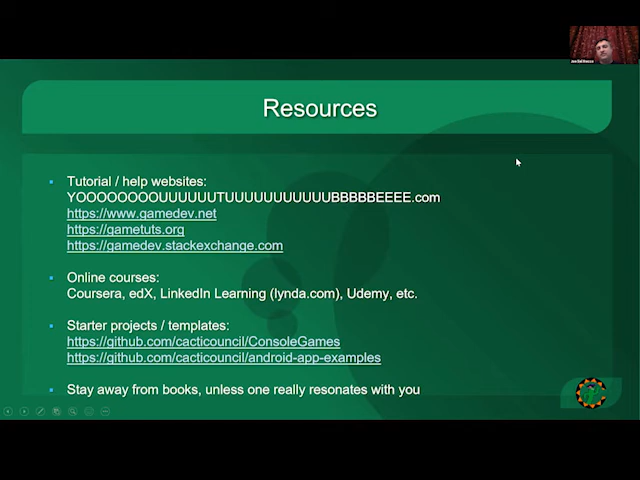 Resources
Tutorial / help websites:
YOOOOOOOOUUUUUUTUUUUUUUUUUUBBBBBEEEE.com
https://www.gamedev.net
https://gametuts.org
https://gamedev.stackexchange.com
Online courses:
Coursera, edX, LinkedIn Learning (lynda.com), Udemy, etc.
Starter projects / templates:
https://github.com/cacticouncil/ConsoleGames
https://github.com/cacticouncil/android-app-examples
Stay away from books, unless one really resonates with you